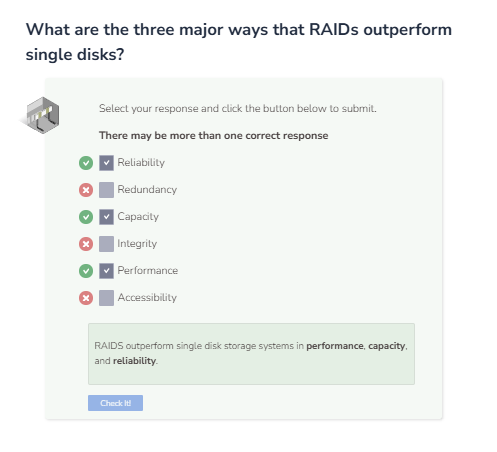 What are the three major ways that RAIDs outperform
single disks?
Select your response and click the button below to submit.
There may be more than one correct response
Reliability
Redundancy
Capacity
Integrity
Performance
Accessibility
RAIDS outperform single disk storage systems in performance, capacity,
and reliability.
Check It!